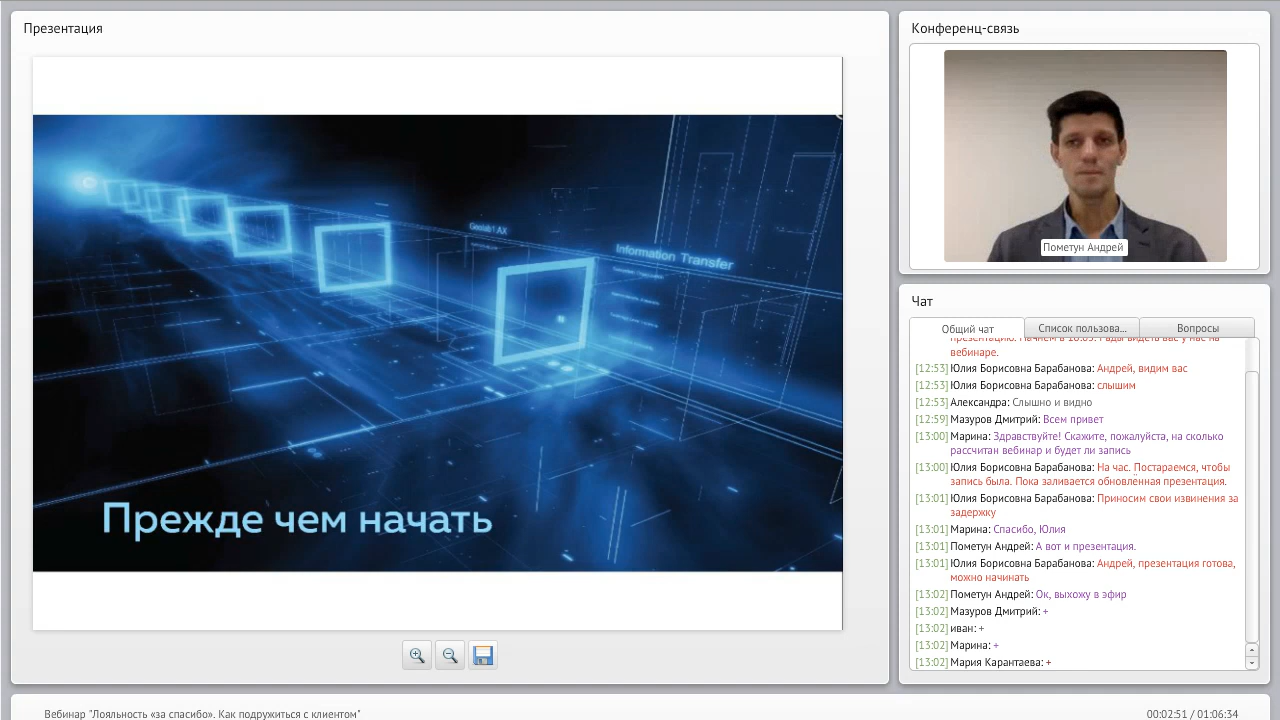 Презентация
Geolab1.AX
Information Transfer
Прежде чем начать
Конференц-связь
Пометун Андрей
Чат
Общий чат
Список пользова...
Вопросы
вебинаре.
[12:53] Юлия Борисовна Барабанова: Андрей, видим вас
[12:53] Юлия Борисовна Барабанова: слышим
[12:53] Александра: Слышно и видно
[12:59] Мазуров Дмитрий: Всем привет
[13:00] Марина: Здравствуйте! Скажите, пожалуйста, на сколько
рассчитан вебинар и будет ли запись
[13:00] Юлия Борисовна Барабанова: На час. Постараемся, чтобы
запись была. Пока заливается обновлённая презентация.
[13:01] Юлия Борисовна Барабанова: Приносим свои извинения за
задержку
[13:01] Марина: Спасибо, Юлия
[13:01] Пометун Андрей: А вот и презентация.
[13:01] Юлия Борисовна Барабанова: Андрей, презентация готова,
можно начинать
[13:02] Пометун Андрей: Ок, выхожу в эфир
[13:02] Мазуров Дмитрий: +
[13:02] иван: +
[13:02] Марина: +
[13:02] Мария Карантаева: +
Вебинар "Лояльность «за спасибо». Как подружиться с клиентом"
00:02:51 / 01:06:34